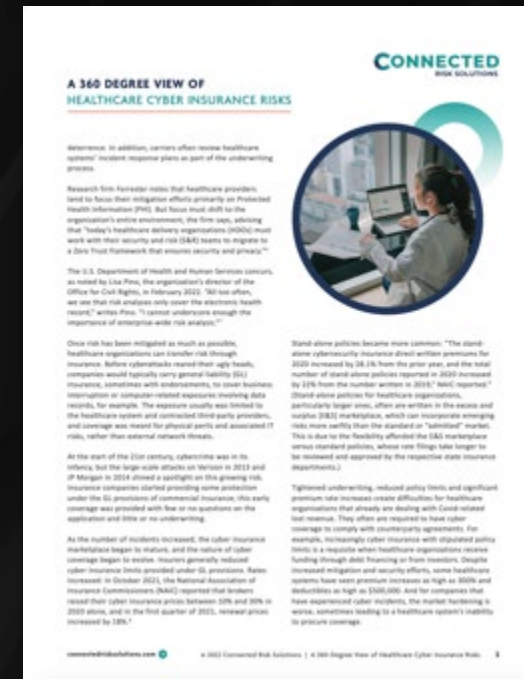 CONNECTED
RISK SOLUTIONS
A 360 DEGREE VIEW OF
HEALTHCARE CYBER INSURANCE RISKS
deterrence. In addition, carriers often review healthcare
systems' incident response plans as part of the underwriting
process.
Research firm Forrester notes that healthcare providers
tend to focus their mitigation efforts primarily on Protected
Health Information (PHI). But focus must shift to the
organization's entire environment, the firm says, advising
that "today's healthcare delivery organizations (HDOs) must
work with their security and risk (S&R) teams to migrate to
a Zero Trust framework that ensures security and privacy."
The U.S. Department of Health and Human Services concurs,
as noted by Lisa Pino, the organization's director of the
Office for Civil Rights, in February 2022. "All too often,
we see that risk analyses only cover the electronic health
record," writes Pino. "I cannot underscore enough the
importance of enterprise-wide risk analysis."
Once risk has been mitigated as much as possible,
healthcare organizations can transfer risk through
insurance. Before cyberattacks reared their ugly heads,
companies would typically carry general liability (GL)
insurance, sometimes with endorsements, to cover business
interruption or computer-related exposures involving data
records, for example. The exposure usually was limited to
the healthcare system and contracted third-party providers,
and coverage was meant for physical perils and associated IT
risks, rather than external network threats.
At the start of the 21st century, cybercrime was in its
infancy, but the large-scale attacks on Verizon in 2013 and
JP Morgan in 2014 shined a spotlight on this growing risk.
Insurance companies started providing some protection
under the GL provisions of commercial insurance; this early
coverage was provided with few or no questions on the
application and little or no underwriting.
As the number of incidents increased, the cyber insurance
marketplace began to mature, and the nature of cyber
coverage began to evolve. Insurers generally reduced
cyber insurance limits provided under GL provisions. Rates
increased: in October 2021, the National Association of
Insurance Commissioners (NAIC) reported that brokers
raised their cyber insurance prices between 10% and 30% in
2020 alone, and in the first quarter of 2021, renewal prices
increased by 18%.
Stand-alone policies became more common: "The stand-
alone cybersecurity insurance direct written premiums for
2020 increased by 28.1% from the prior year, and the total
number of stand-alone policies reported in 2020 increased
by 22% from the number written in 2019," NAIC reported.
(Stand-alone policies for healthcare organizations,
particularly larger ones, often are written in the excess and
surplus [E&S] marketplace, which can incorporate emerging
risks more swiftly than the standard or "admitted" market.
This is due to the flexibility afforded the E&S marketplace
versus standard policies, whose rate filings take longer to
be reviewed and approved by the respective state insurance
departments.)
Tightened underwriting, reduced policy limits and significant
premium rate increases create difficulties for healthcare
organizations that already are dealing with Covid-related
lost revenue. They often are required to have cyber
coverage to comply with counterparty agreements. For
example, increasingly cyber insurance with stipulated policy
limits is a requisite when healthcare organizations receive
funding through debt financing or from investors. Despite
increased mitigation and security efforts, some healthcare
systems have seen premium increases as high as 300% and
deductibles as high as $500,000. And for companies that
have experienced cyber incidents, the market hardening is
worse, sometimes leading to a healthcare system's inability
to procure coverage.
connectedrisksolutions.com
© 2022 Connected Risk Solutions | A 360 Degree View of Healthcare Cyber Insurance Risks